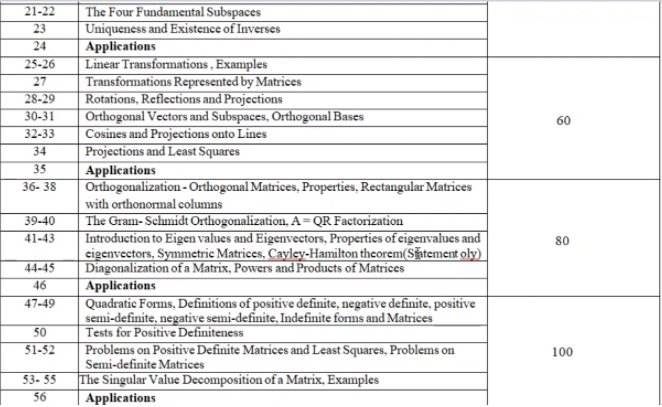 21-22 The Four Fundamental Subspaces
23 Uniqueness and Existence of Inverses
24 Applications
25-26 Linear Transformations , Examples
27 Transformations Represented by Matrices
28-29 Rotations, Reflections and Projections
30-31 Orthogonal Vectors and Subspaces, Orthogonal Bases
60
32-33 Cosines and Projections onto Lines
34 Projections and Least Squares
35 Applications
36- 38 Orthogonalization - Orthogonal Matrices, Properties, Rectangular Matrices
with orthonormal columns
39-40 The Gram- Schmidt Orthogonalization, A = QR Factorization
41-43 Introduction to Eigen values and Eigenvectors, Properties of eigenvalues and
80
eigenvectors, Symmetric Matrices, Cayley-Hamilton theorem(Statement oly)
44-45 Diagonalization of a Matrix, Powers and Products of Matrices
46 Applications
47-49 Quadratic Forms, Definitions of positive definite, negative definite, positive
semi-definite, negative semi-definite, Indefinite forms and Matrices
50 Tests for Positive Definiteness
51-52 Problems on Positive Definite Matrices and Least Squares, Problems on
100
Semi-definite Matrices
53- 55 The Singular Value Decomposition of a Matrix, Examples
56 Applications